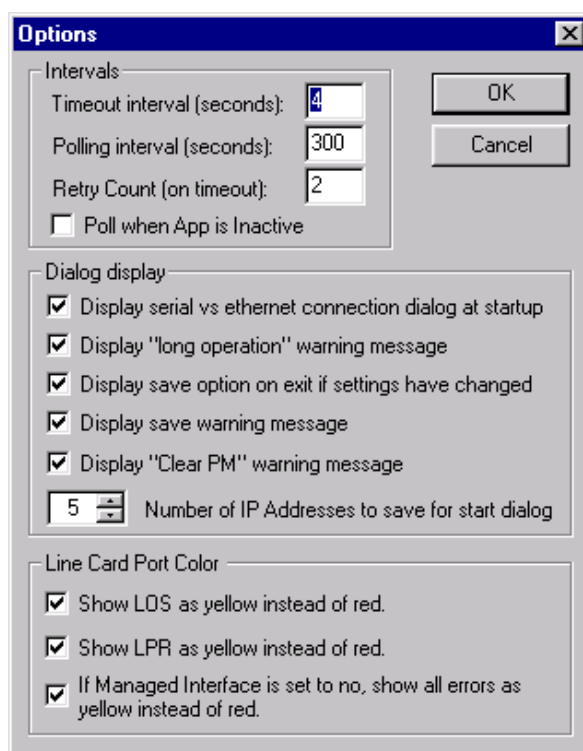 Options
Intervals
Timeout interval (seconds): 4
Polling interval (seconds): 300
Retry Count (on timeout): 2
Poll when App is Inactive
OK
Cancel
Dialog display
Display serial vs ethernet connection dialog at startup
Display "long operation" warning message
Display save option on exit if settings have changed
Display save warning message
Display "Clear PM" warning message
5 Number of IP Addresses to save for start dialog
Line Card Port Color
Show LOS as yellow instead of red.
Show LPR as yellow instead of red.
If Managed Interface is set to no, show all errors as
yellow instead of red.